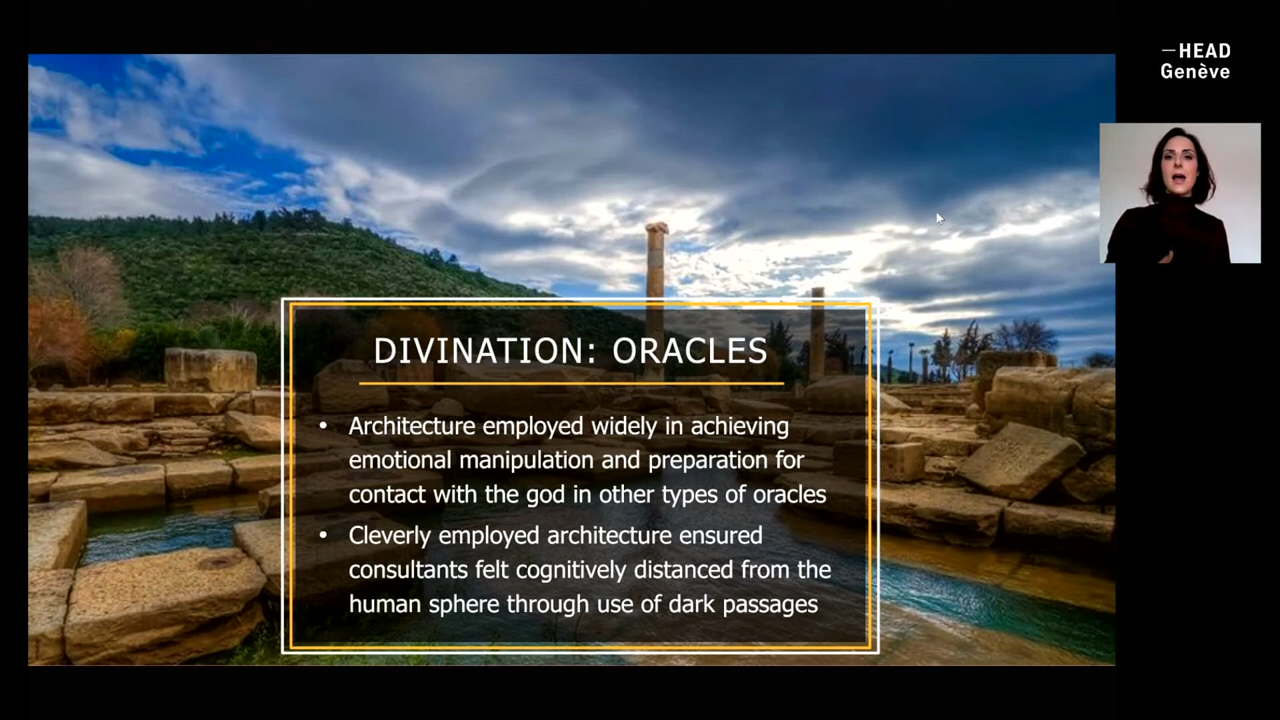 —HEAD
Genève
DIVINATION: ORACLES
• Architecture employed widely in achieving
emotional manipulation and preparation for
contact with the god in other types of oracles
• Cleverly employed architecture ensured
consultants felt cognitively distanced from the
human sphere through use of dark passages